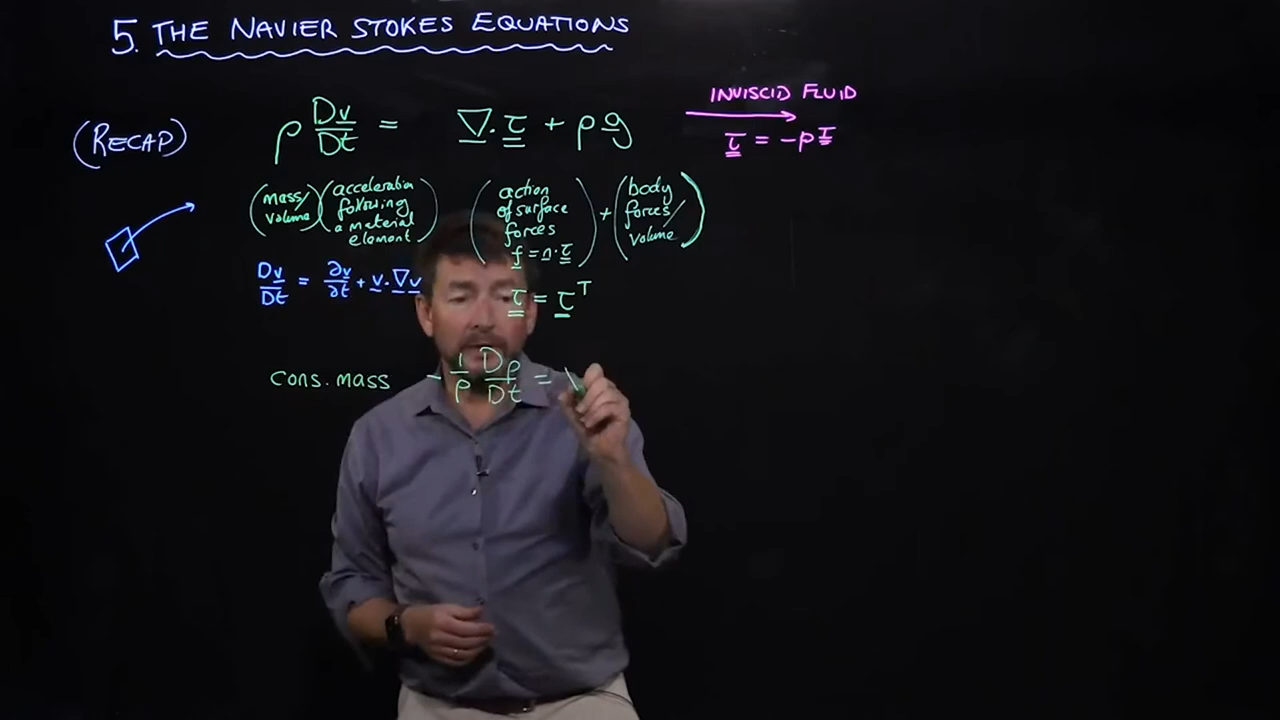 5. THE NAVIER STOKES EQUATIONS
(RECAP) ρ Dv/Dt = ∇·τ + ρg INVISCID FLUID
τ = -pI
(mass/volume) (acceleration following a material element) (action of surface forces f = n·τ) + (body forces/volume)
Dv/Dt = ∂v/∂t + v·∇v τ = τᵀ
CONS. MASS - 1/ρ Dρ/Dt =